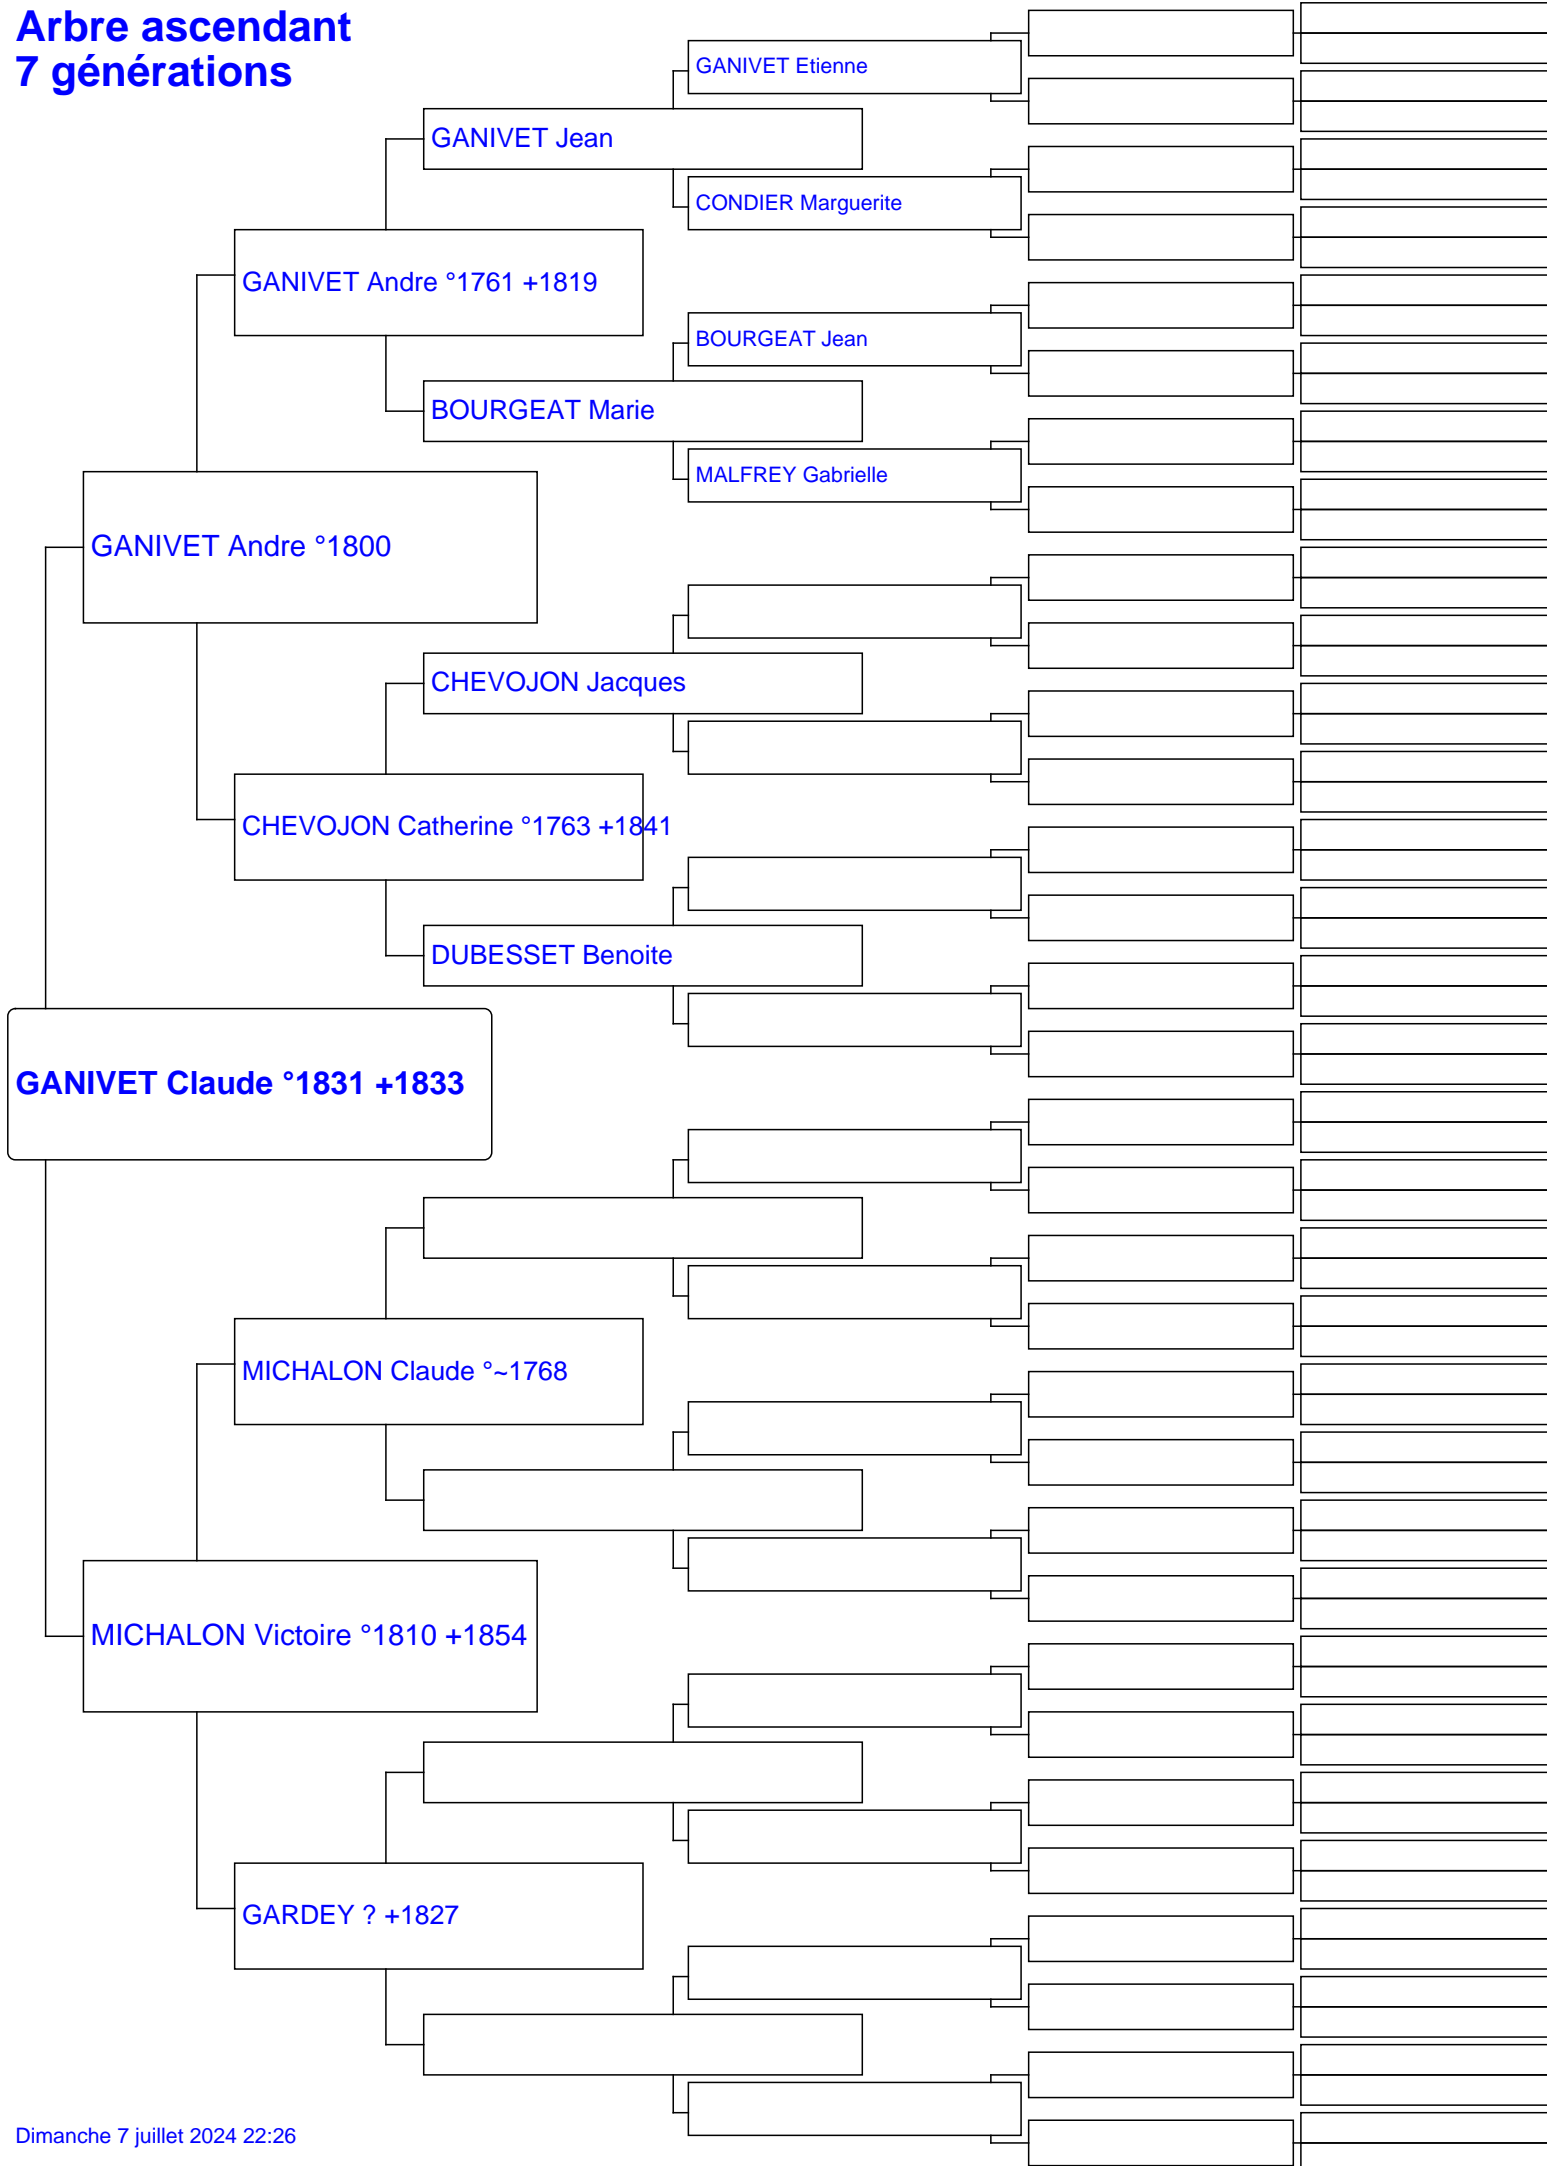 Arbre ascendant
7 générations
GANIVET Etienne
GANIVET Jean
CONDIER Marguerite
GANIVET Andre °1761 +1819
BOURGEAT Jean
BOURGEAT Marie
MALFREY Gabrielle
GANIVET Andre °1800
CHEVOJON Jacques
CHEVOJON Catherine °1763 +1841
DUBESSET Benoite
GANIVET Claude °1831 +1833
MICHALON Claude °~1768
MICHALON Victoire °1810 +1854
GARDEY ? +1827
Dimanche 7 juillet 2024 22:26